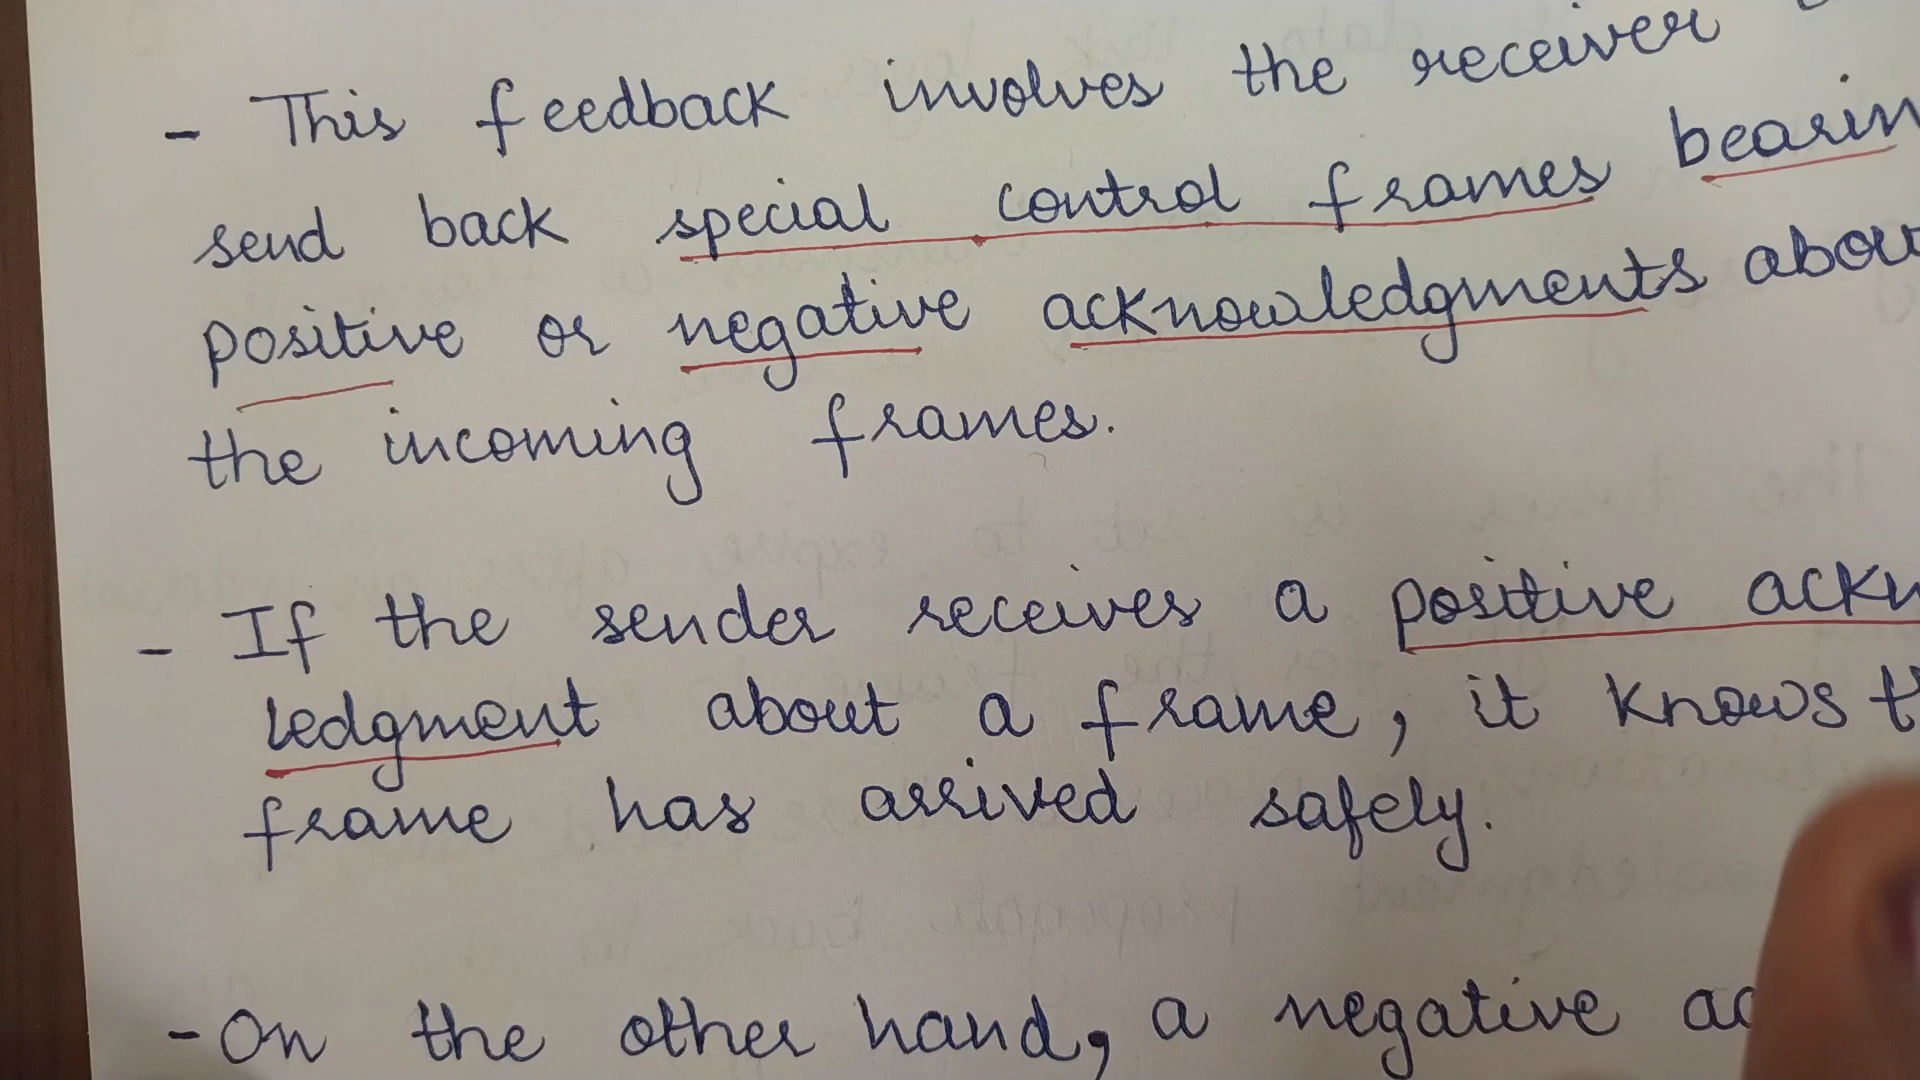 - This feedback involves the receiver
send back special control frames bearin
positive or negative acknowledgments abou
the incoming frames.
- If the sender receives a positive ackn
ledgment about a frame, it knows th
frame has arrived safely.
- On the other hand, a negative ac